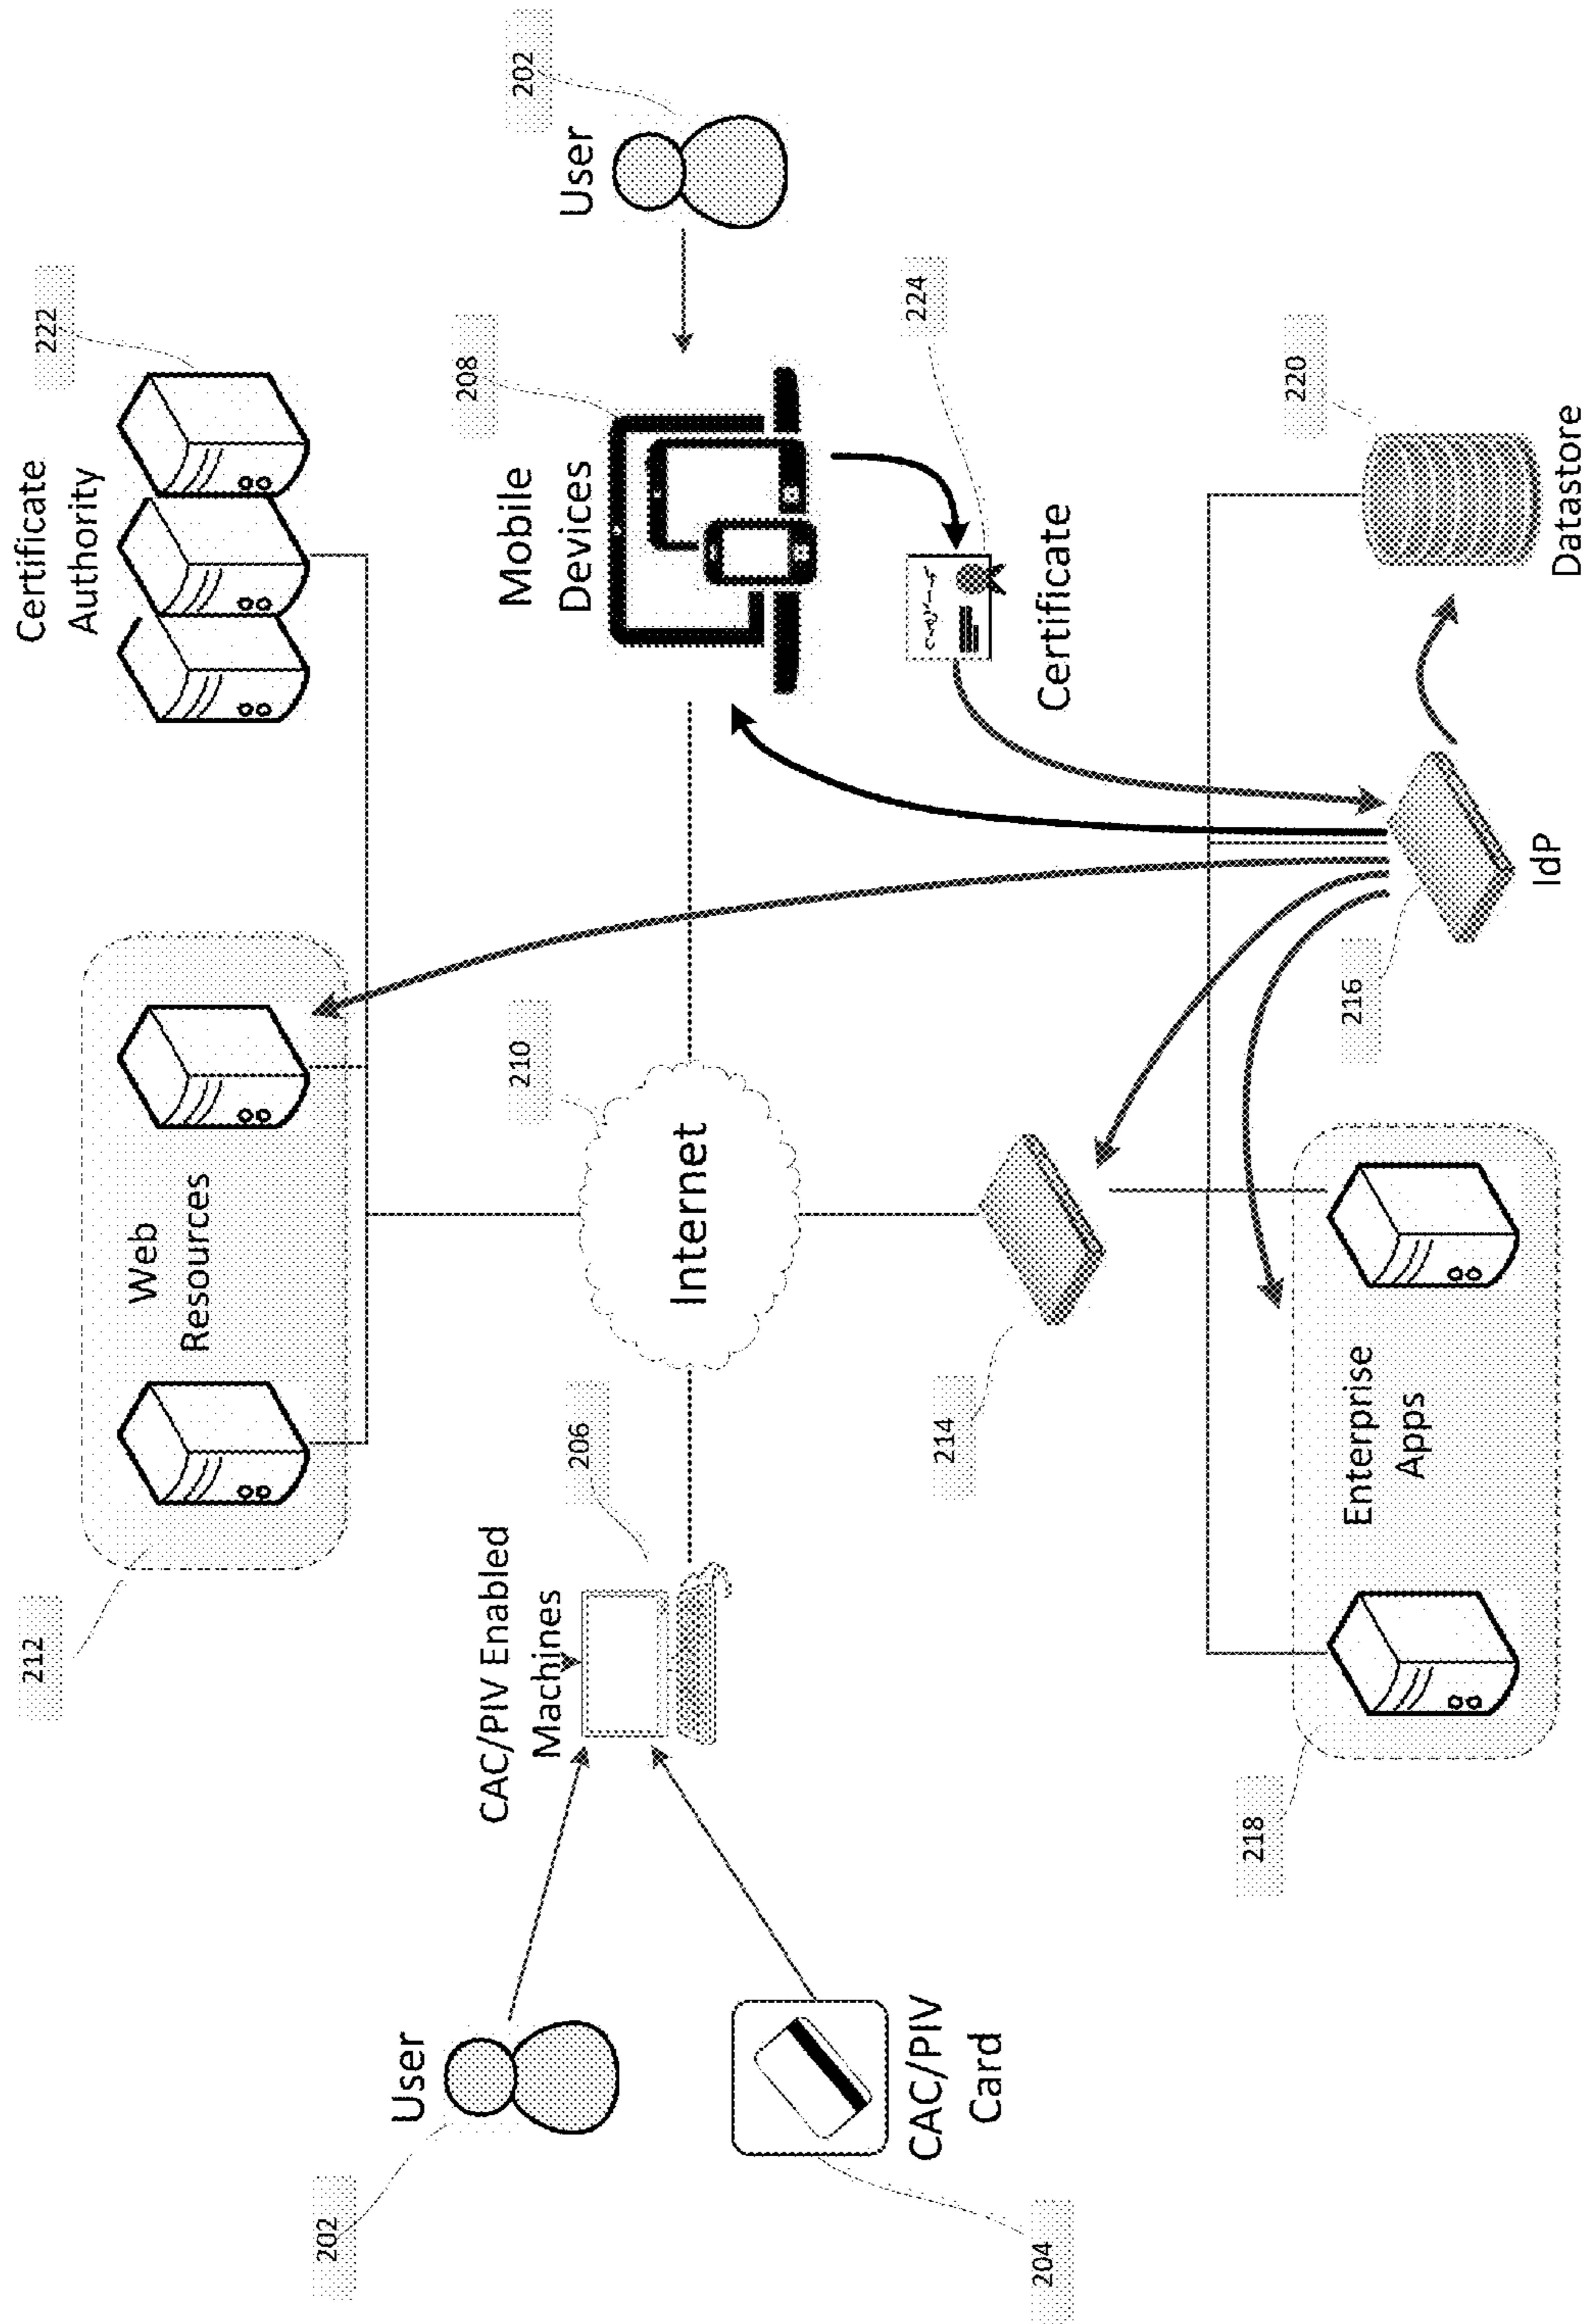 212
Web
Resources
Certificate
Authority
222
202
User
CAC/PIV Enabled
Machines
206
210
Internet
Mobile
Devices
208
User
202
204
CAC/PIV
Card
214
Certificate
224
218
Enterprise
Apps
216
IdP
220
Datastore